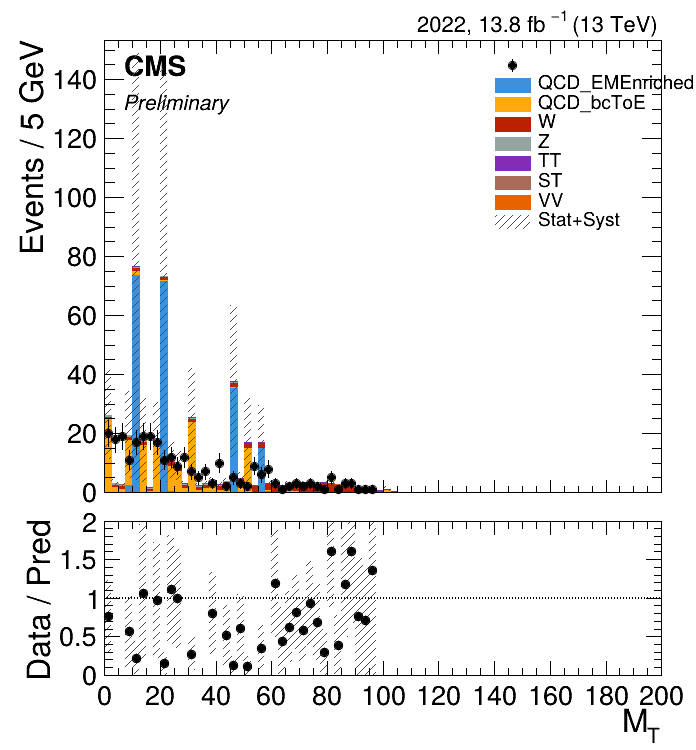 2022, 13.8 fb⁻¹ (13 TeV)
CMS
Preliminary
QCD_EMEnriched
QCD_bcToE
W
Z
TT
ST
VV
Stat+Syst
Events / 5 GeV
140
120
100
80
60
40
20
0
Data / Pred
2
1.5
1
0.5
0
0 20 40 60 80 100 120 140 160 180 200
M_T